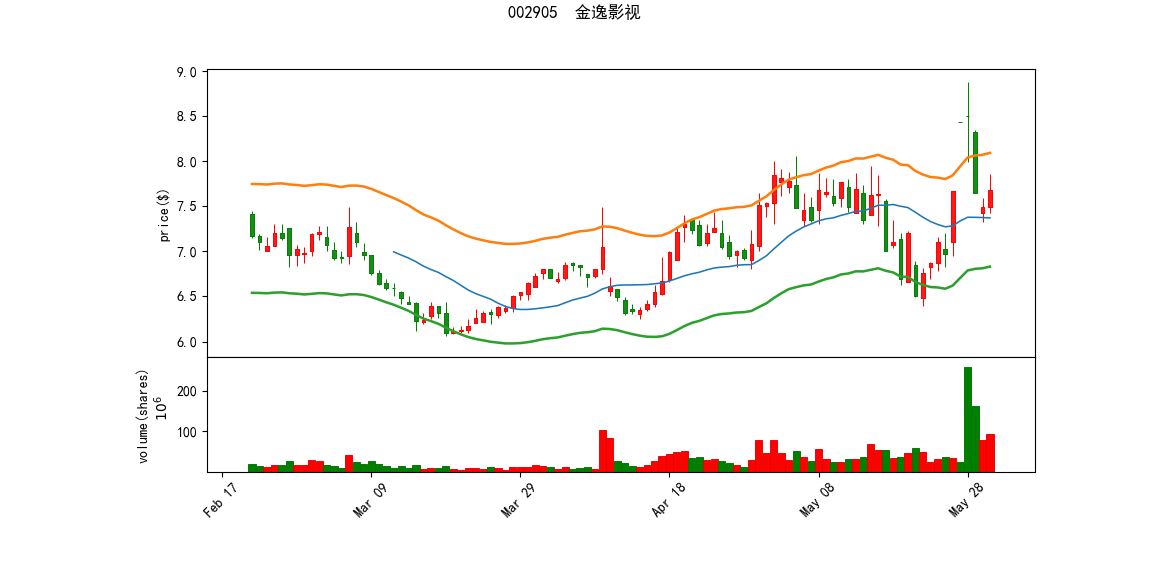 002905 金逸影视
9.0
8.5
8.0
7.5
7.0
6.5
6.0
price($)
200
100
volume(shares)
10^6
Feb 17
Mar 09
Mar 29
Apr 18
May 08
May 28